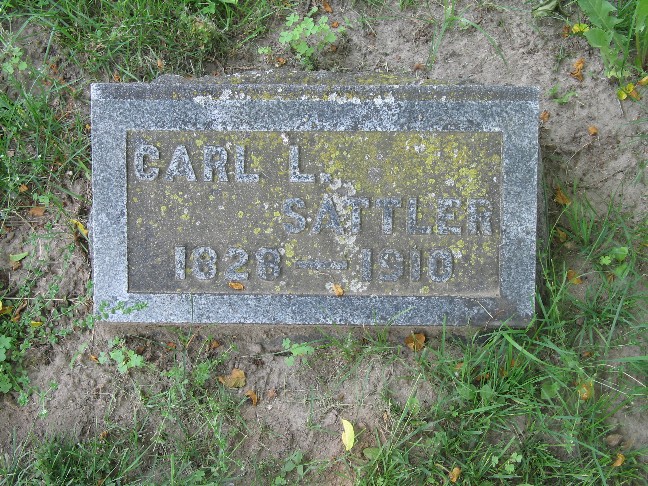 CARL L.
SATTLER
1828 — 1910